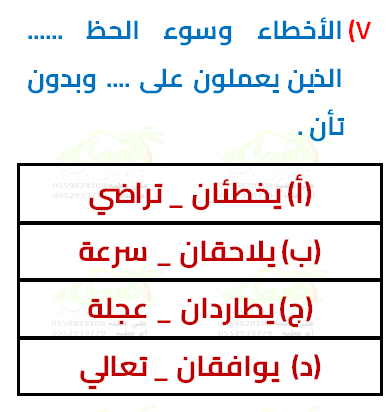 ٧) الأخطاء وسوء الحظ ......
الذين يعملون على .... وبدون
تأن .
(أ) يخطئان _ تراضي
(ب) يلاحقان _ سرعة
(ج) يطاردان _ عجلة
(د) يوافقان _ تعالي